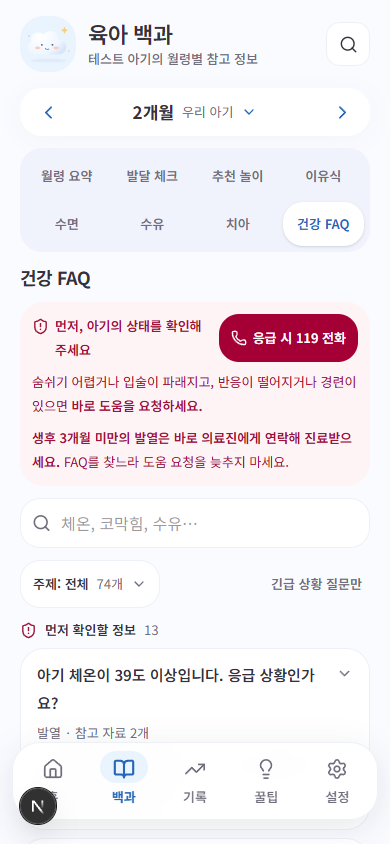 육아 백과
테스트 아기의 월령별 참고 정보
2개월 우리 아기
월령 요약 발달 체크 추천 놀이 이유식
수면 수유 치아 건강 FAQ
건강 FAQ
먼저, 아기의 상태를 확인해
주세요
응급 시 119 전화
숨쉬기 어렵거나 입술이 파래지고, 반응이 떨어지거나 경련이
있으면 바로 도움을 요청하세요.
생후 3개월 미만의 발열은 바로 의료진에게 연락해 진료받으
세요. FAQ를 찾느라 도움 요청을 늦추지 마세요.
체온, 코막힘, 수유…
주제: 전체 74개
긴급 상황 질문만
먼저 확인할 정보 13
아기 체온이 39도 이상입니다. 응급 상황인가
요?
발열 · 참고 자료 2개
백과 기록 꿀팁 설정
N